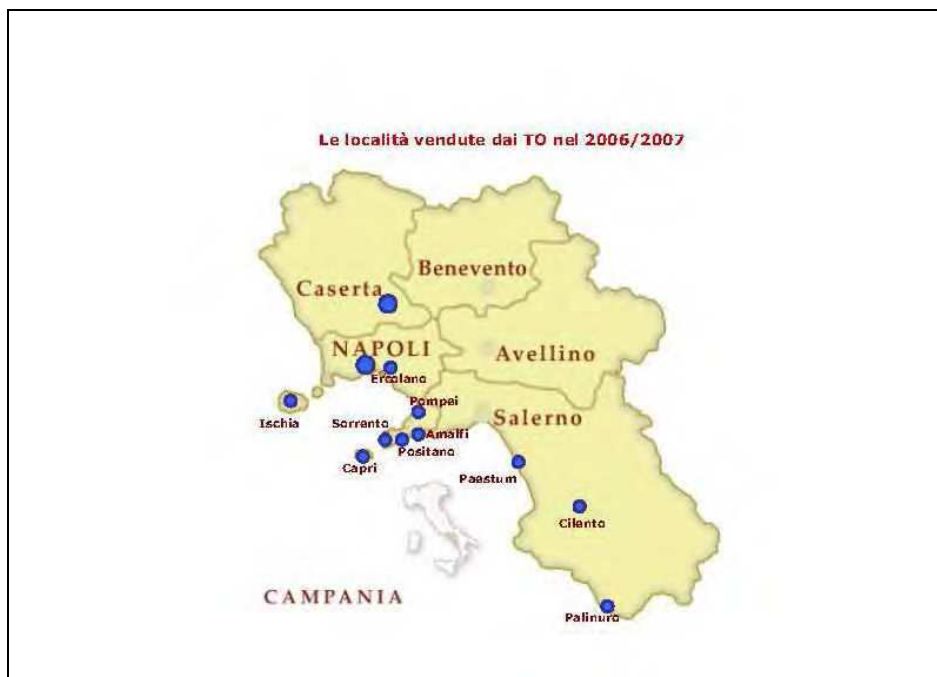 Le località vendute dai TO nel 2006/2007
Benevento
Caserta
NAPOLI
Avellino
Ercolano
Ischia
Pompei
Sorrento
Salerno
Amalfi
Positano
Capri
Paestum
Cilento
CAMPANIA
Palinuro